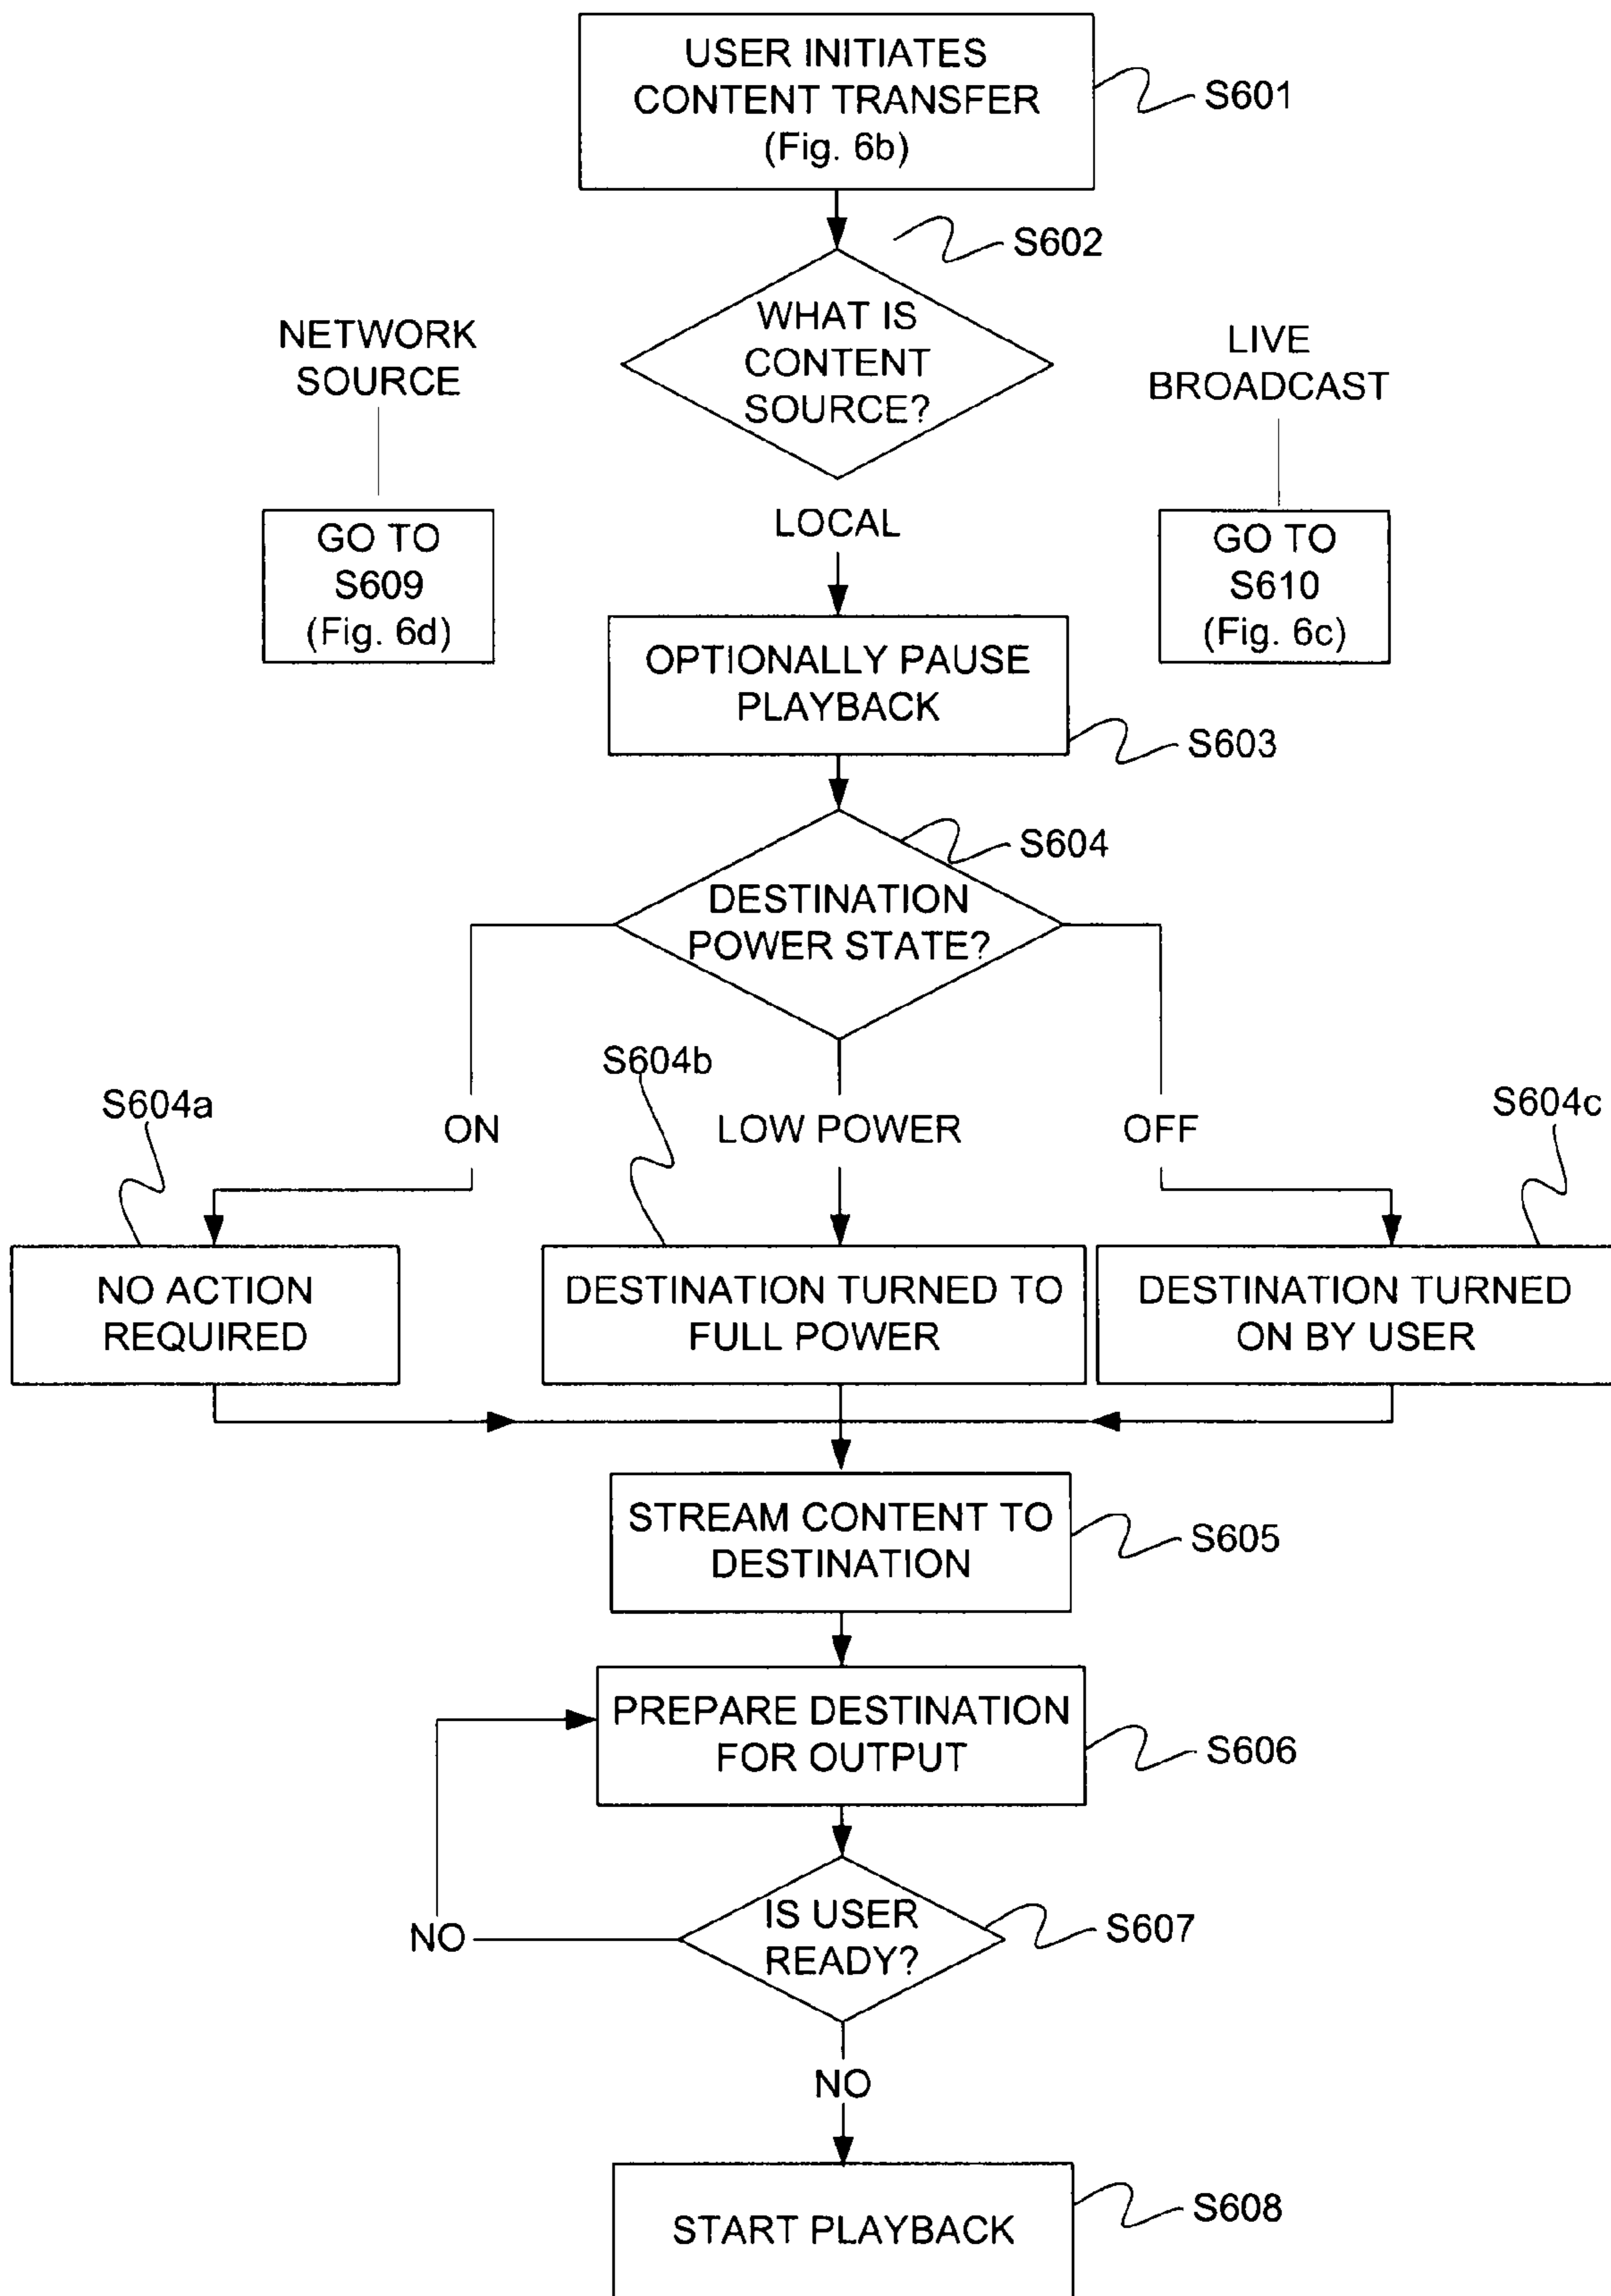 USER INITIATES
CONTENT TRANSFER
(Fig. 6b)
S601
S602
WHAT IS
CONTENT
SOURCE?
NETWORK
SOURCE
LIVE
BROADCAST
GO TO
S609
(Fig. 6d)
LOCAL
GO TO
S610
(Fig. 6c)
OPTIONALLY PAUSE
PLAYBACK
S603
S604
DESTINATION
POWER STATE?
S604a
ON
S604b
LOW POWER
OFF
S604c
NO ACTION
REQUIRED
DESTINATION TURNED TO
FULL POWER
DESTINATION TURNED
ON BY USER
STREAM CONTENT TO
DESTINATION
S605
PREPARE DESTINATION
FOR OUTPUT
S606
IS USER
READY?
S607
NO
NO
START PLAYBACK
S608